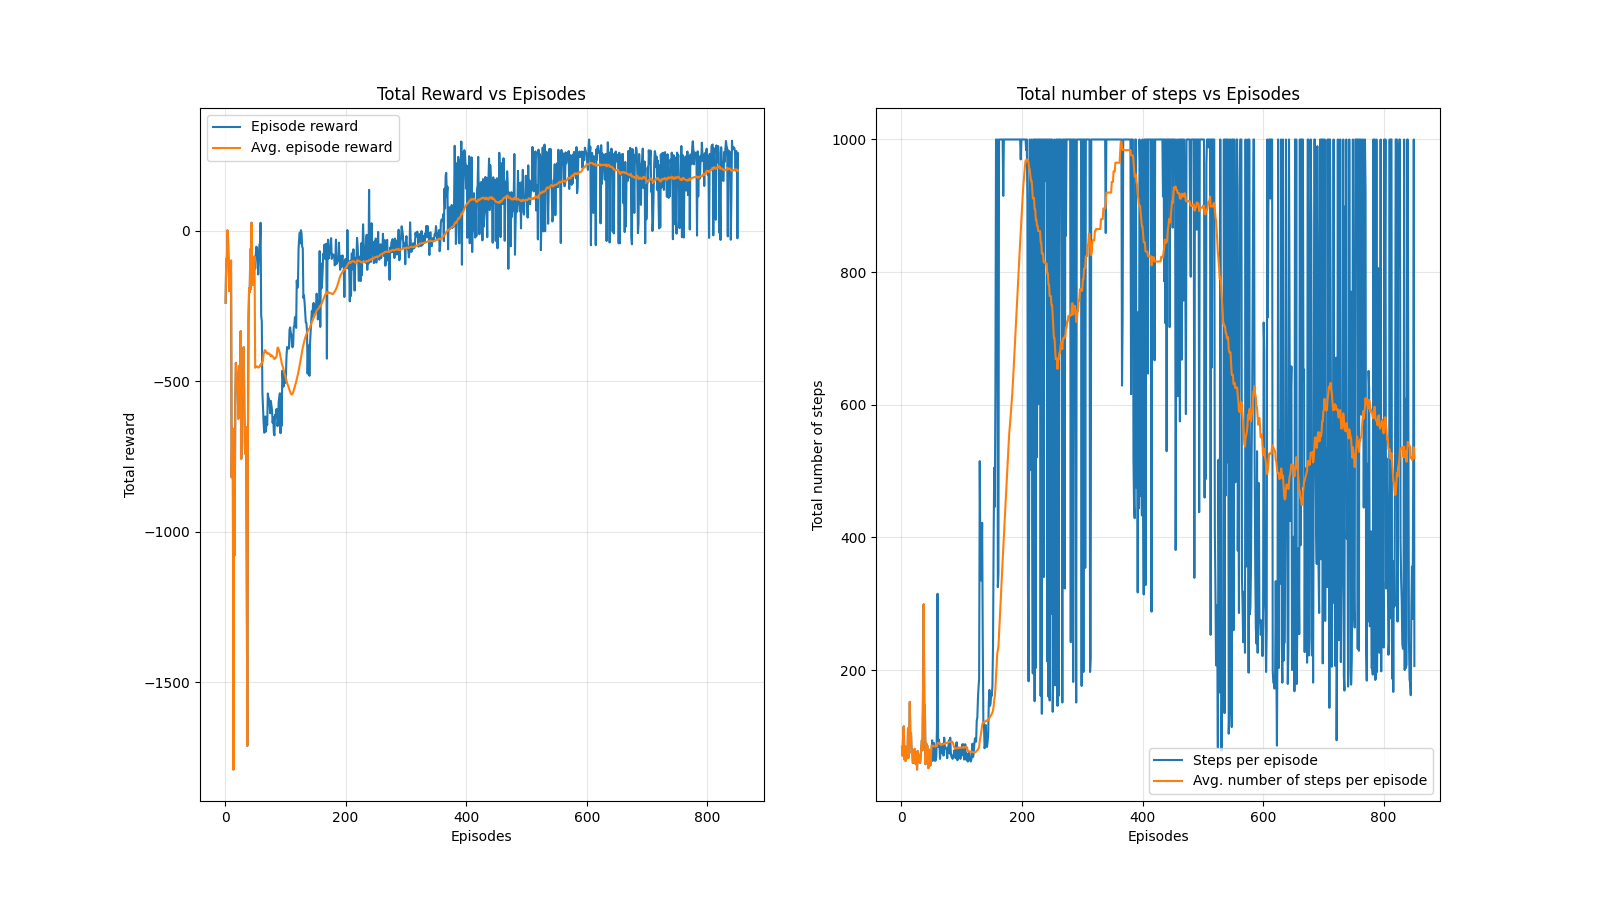 Total Reward vs Episodes
Episode reward
Avg. episode reward
0
−500
−1000
−1500
Total reward
0
200
400
600
800
Episodes
Total number of steps vs Episodes
1000
800
600
400
200
Total number of steps
Steps per episode
Avg. number of steps per episode
0
200
400
600
800
Episodes